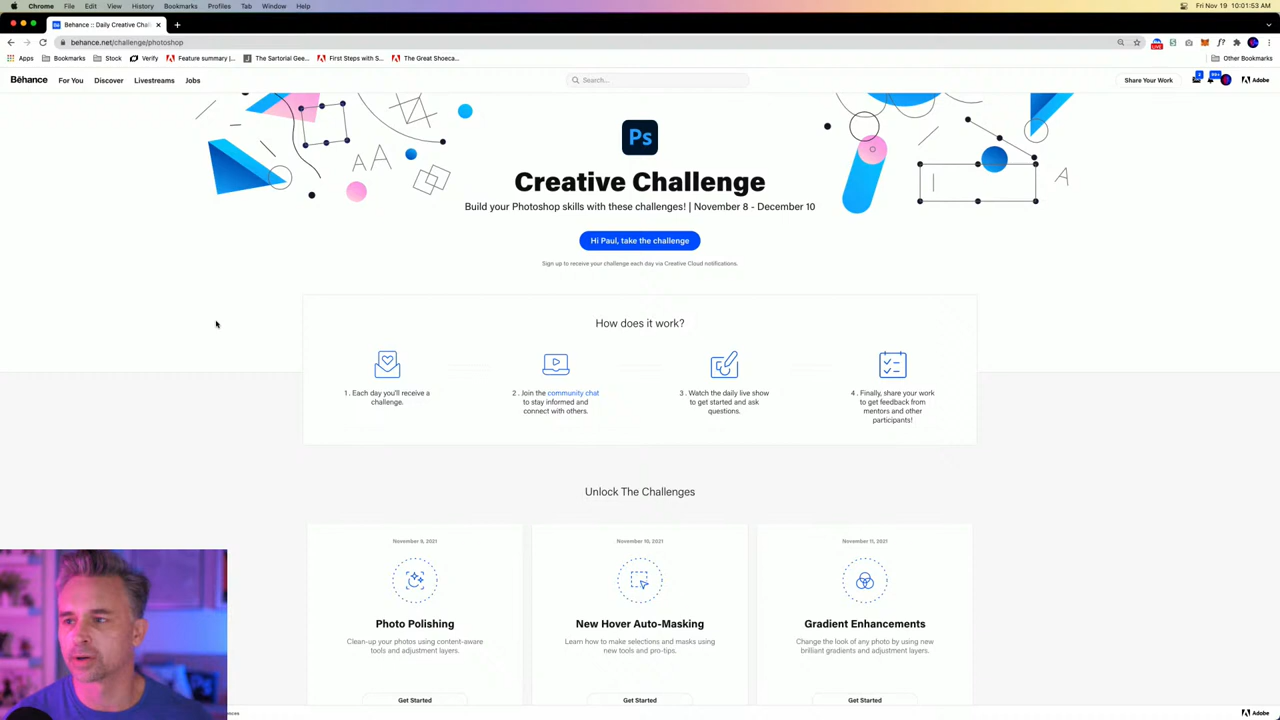 Chrome File Edit View History Bookmarks Profiles Tab Window Help Fri Nov 19 10:01:53 AM
Behance :: Daily Creative Chal
behance.net/challenge/photoshop
Apps Bookmarks Stock Verify Feature summary |... The Sartorial Gee... First Steps with S... The Great Shoeca... Other Bookmarks
LIVE
f?
Bēhance For You Discover Livestreams Jobs Search... Share Your Work 2 99+ Adobe
A A
A
Ps
Creative Challenge
Build your Photoshop skills with these challenges! | November 8 - December 10
Hi Paul, take the challenge
Sign up to receive your challenge each day via Creative Cloud notifications.
How does it work?
1 . Each day you'll receive a
challenge.
2 . Join the community chat
to stay informed and
connect with others.
3 . Watch the daily live show
to get started and ask
questions.
4 . Finally, share your work
to get feedback from
mentors and other
participants!
Unlock The Challenges
November 9, 2021
Photo Polishing
Clean-up your photos using content-aware
tools and adjustment layers.
Get Started
November 10, 2021
New Hover Auto-Masking
Learn how to make selections and masks using
new tools and pro-tips.
Get Started
November 11, 2021
Gradient Enhancements
Change the look of any photo by using new
brilliant gradients and adjustment layers.
Get Started
Adobe